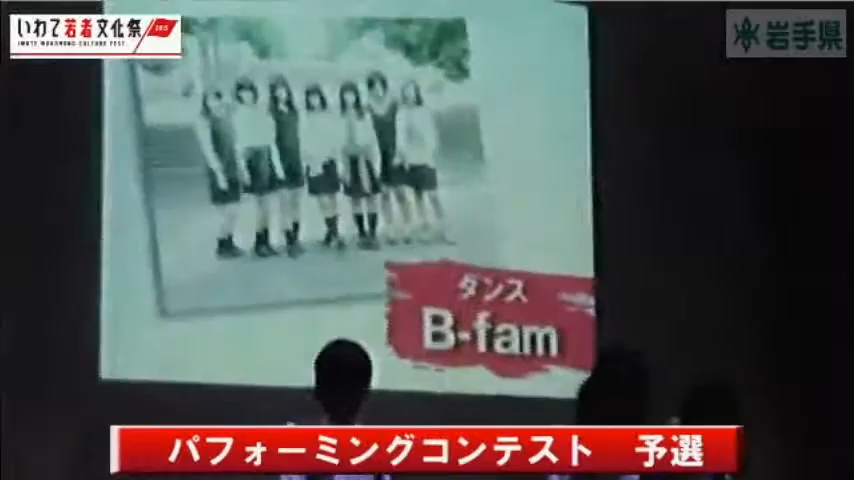 いわて若者文化祭
IWATE WAKAMONO CULTURE FEST.
2015
岩手県
ダンス
B-fam
パフォーミングコンテスト 予選